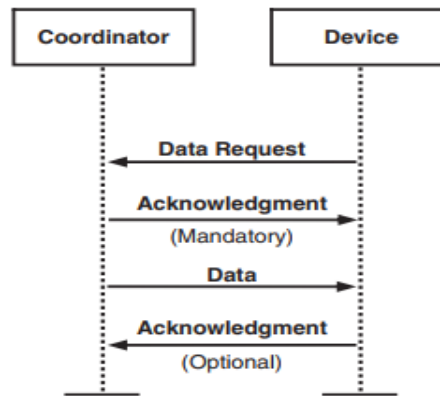 Coordinator
Device
Data Request
Acknowledgment
(Mandatory)
Data
Acknowledgment
(Optional)